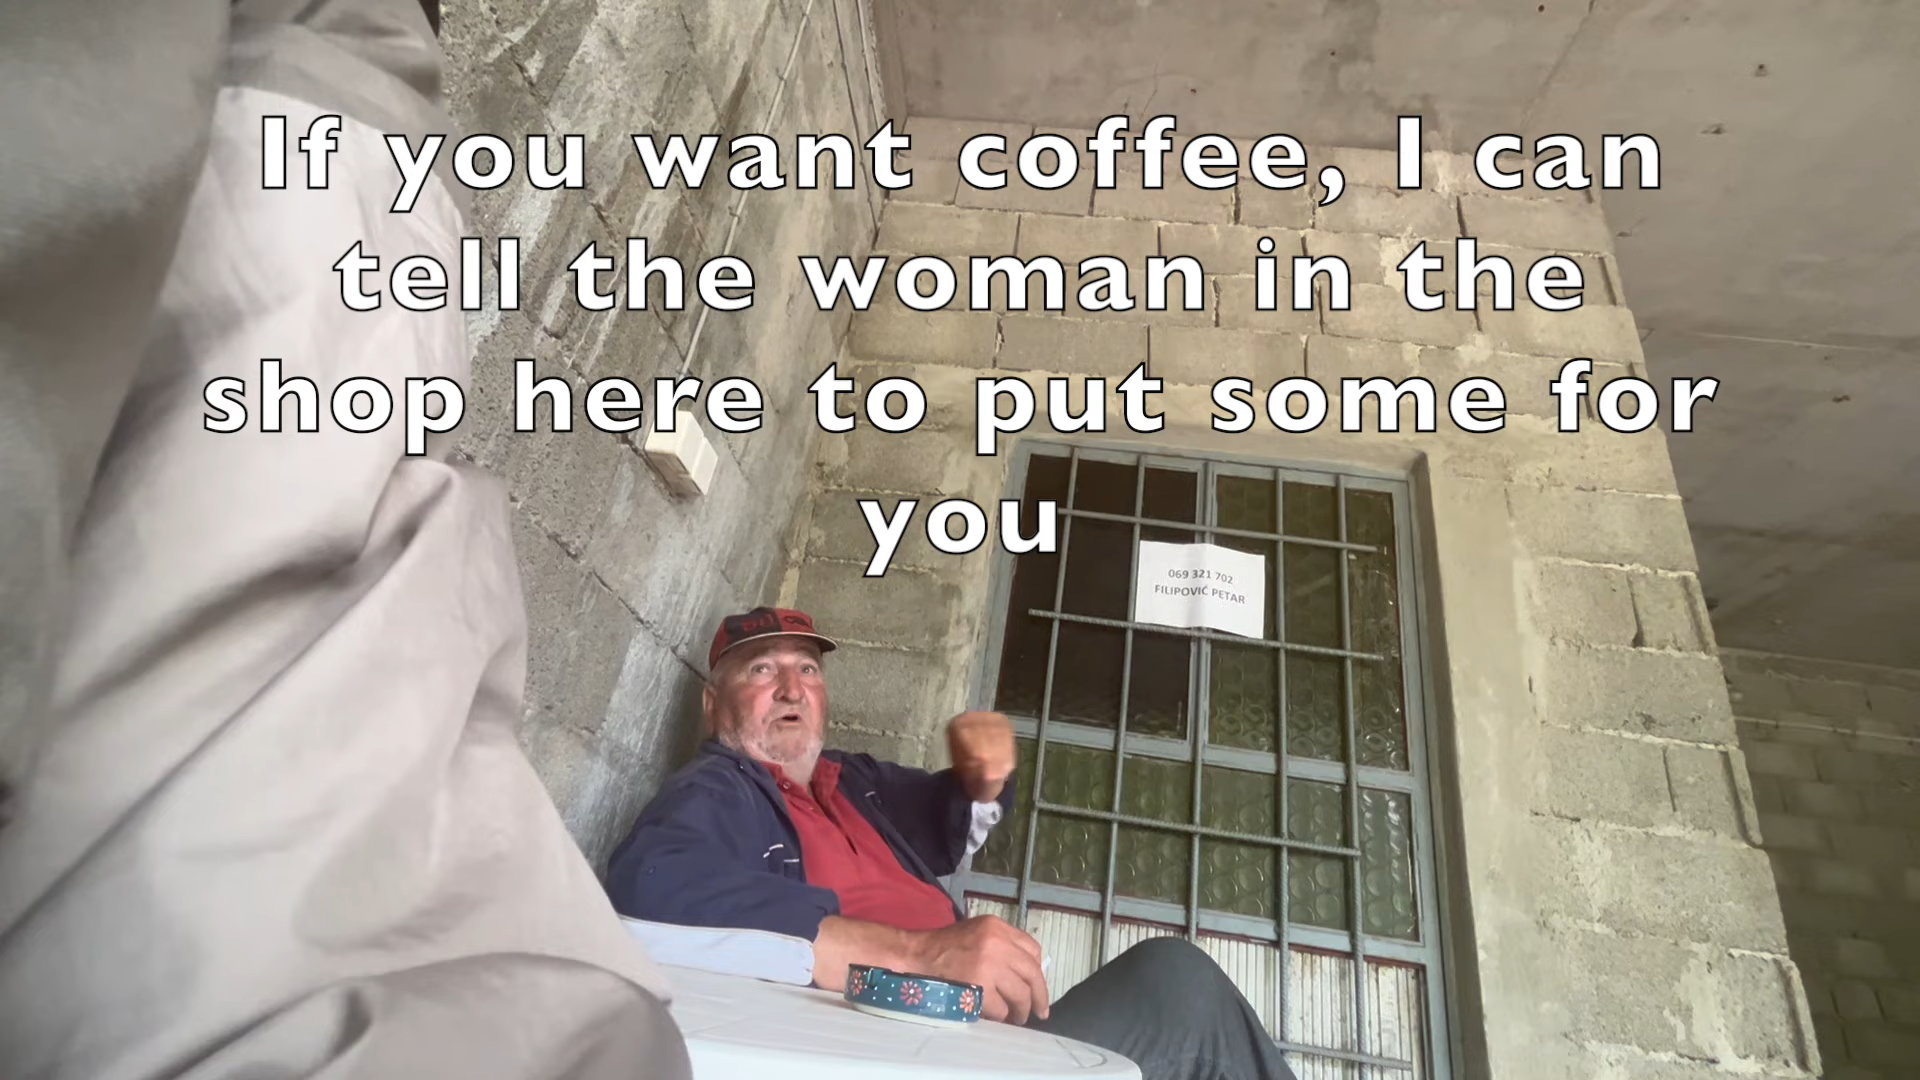 If you want coffee, I can
tell the woman in the
shop here to put some for
you
069 321 702
FILIPOVIĆ PETAR